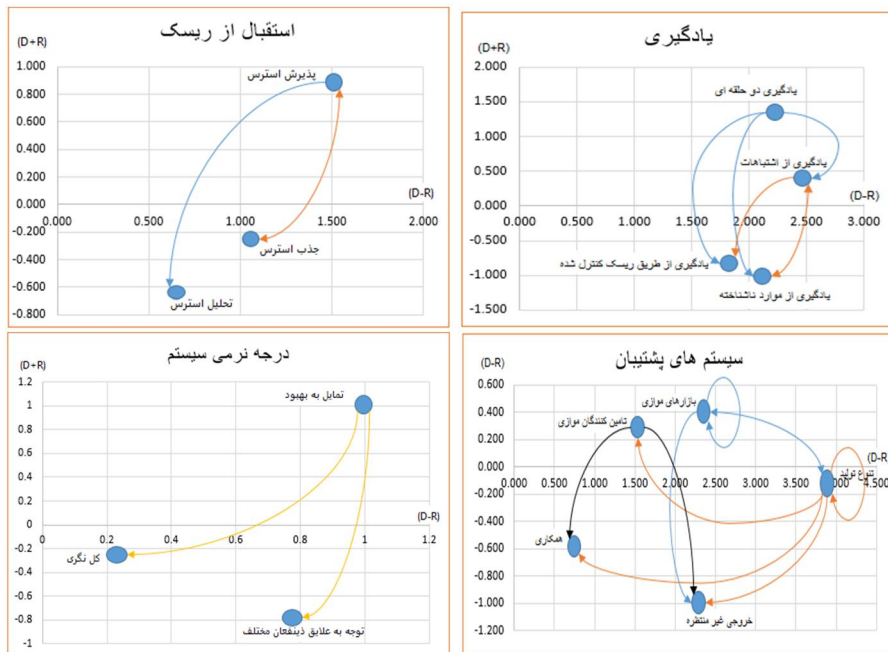 استقبال از ریسک
(D+R)
1.000
0.800
0.600
0.400
0.200
0.000
-0.200
-0.400
-0.600
-0.800
0.000
0.500
1.000
1.500
2.000
(D-R)
پذیرش استرس
جذب استرس
تحلیل استرس
یادگیری
(D+R)
2.000
1.500
1.000
0.500
0.000
-0.500
-1.000
-1.500
0.000
0.500
1.000
1.500
2.000
2.500
3.000
(D-R)
یادگیری دو حلقه ای
یادگیری از اشتباهات
یادگیری از طریق ریسک کنترل شده
یادگیری از موارد ناشناخته
درجه نرمی سیستم
(D+R)
1.2
1
0.8
0.6
0.4
0.2
0
-0.2
-0.4
-0.6
-0.8
-1
0
0.2
0.4
0.6
0.8
1
1.2
(D-R)
تمایل به بهبود
کل نگری
توجه به علایق ذینفعان مختلف
سیستم های پشتیبان
(D-R)
0.600
0.400
0.200
0.000
-0.200
-0.400
-0.600
-0.800
-1.000
-1.200
0.000
0.500
1.000
1.500
2.000
2.500
3.000
3.500
4.000
4.500
(D-R)
بازارهای موازی
تامین کنندگان موازی
تنوع تولید
همکاری
خروجی غیر منتظره